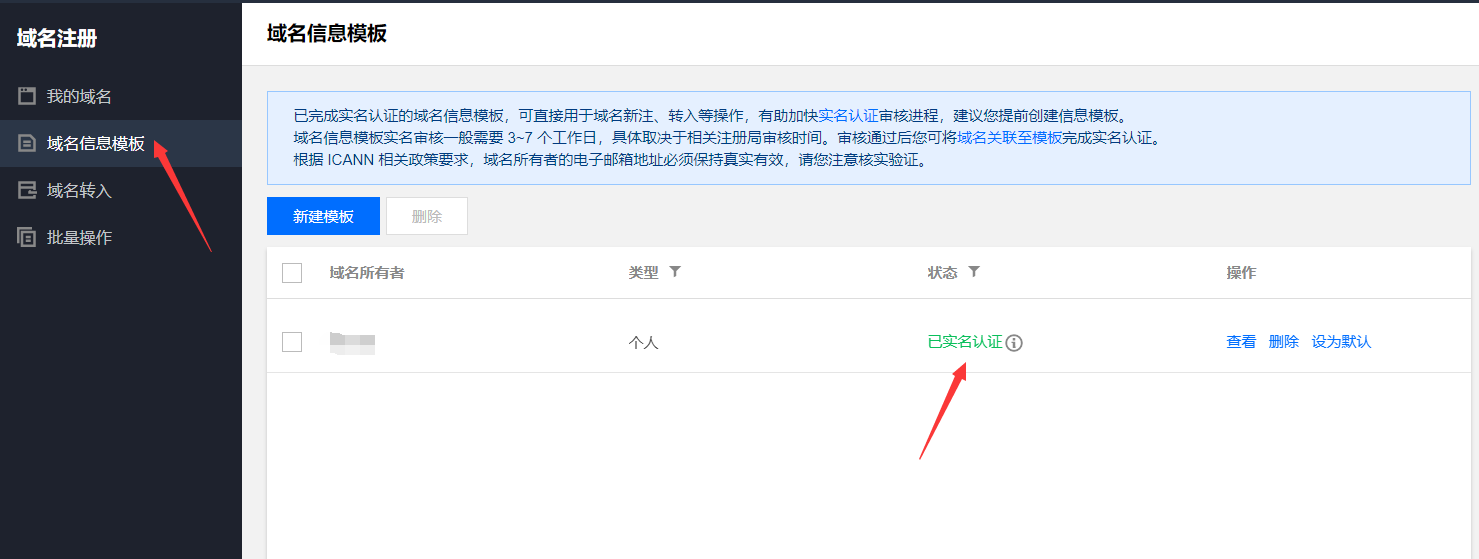 域名注册
我的域名
域名信息模板
域名转入
批量操作
域名信息模板
已完成实名认证的域名信息模板，可直接用于域名新注、转入等操作，有助加快实名认证审核进程，建议您提前创建信息模板。
域名信息模板实名审核一般需要 3~7 个工作日，具体取决于相关注册局审核时间。审核通过后您可将域名关联至模板完成实名认证。
根据 ICANN 相关政策要求，域名所有者的电子邮箱地址必须保持真实有效，请您注意核实验证。
新建模板 删除
域名所有者 类型 状态 操作
个人 已实名认证 查看 删除 设为默认